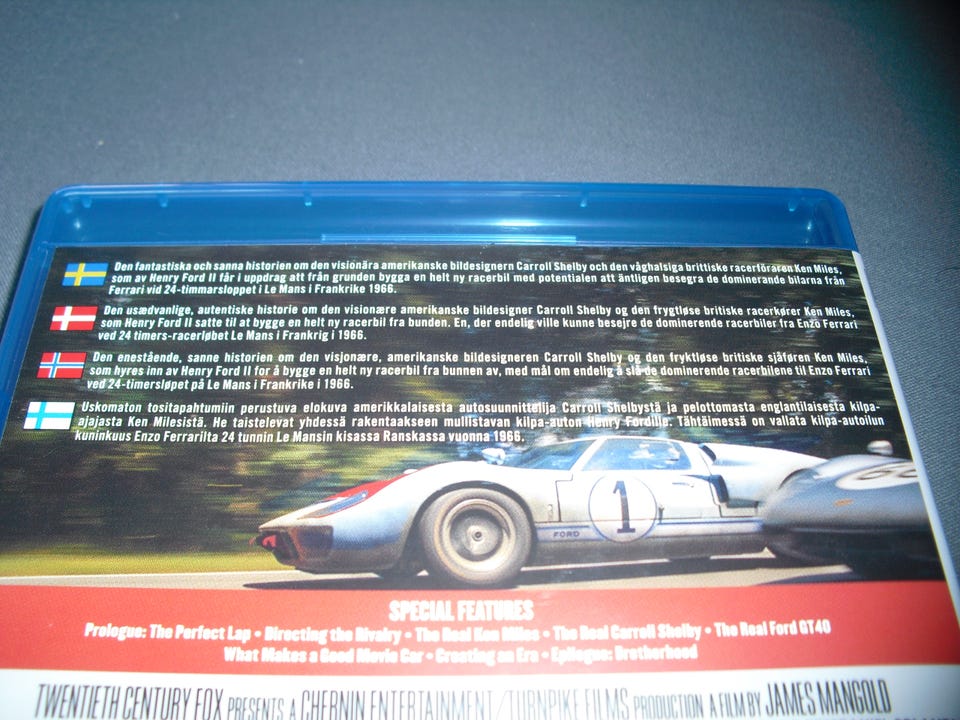 Den fantastiska och sanna historien om den visionära amerikanske bildesignern Carroll Shelby och den våghalsiga brittiske racerföraren Ken Miles,
som av Henry Ford II får i uppdrag att från grunden bygga en helt ny racerbil med potentialen att äntligen besegra de dominerande bilarna från
Ferrari vid 24-timmarsloppet i Le Mans i Frankrike 1966.
Den usædvanlige, autentiske historie om den visionære amerikanske bildesigner Carroll Shelby og den frygtløse britiske racerkører Ken Miles,
som Henry Ford II satte til at bygge en helt ny racerbil fra bunden. En, der endelig ville kunne besejre de dominerende racerbiler fra Enzo Ferrari
ved 24 timers-racerløbet i Le Mans i Frankrig i 1966.
Den enestående, sanne historien om den visjonære, amerikanske bildesigneren Carroll Shelby og den fryktløse britiske sjåføren Ken Miles,
som hyres inn av Henry Ford II for å bygge en helt ny racerbil fra bunnen av, med mål om endelig å slå de dominerende racerbilene til Enzo Ferrari
ved 24-timersløpet på Le Mans i Frankrike i 1966.
Uskomaton tositapahtumiin perustuva elokuva amerikkalaisesta autosuunnittelija Carroll Shelbystä ja pelottomasta englantilaisesta kilpa-
ajajasta Ken Milesistä. He taistelevat yhdessä rakentaakseen mullistavan kilpa-auton Henry Fordille. Tähtäimessä on vallata kilpa-autoilun
kuninkuus Enzo Ferrarilta 24 tunnin Le Mansin kisassa Ranskassa vuonna 1966.
1
FORD
SPECIAL FEATURES
Prologue: The Perfect Lap • Directing the Rivalry • The Real Ken Miles • The Real Carroll Shelby • The Real Ford GT40
What Makes a Good Movie Car • Creating an Era • Epilogue: Brotherhood
TWENTIETH CENTURY FOX PRESENTS A CHERNIN ENTERTAINMENT/TURNPIKE FILMS PRODUCTION A FILM BY JAMES MANGOLD